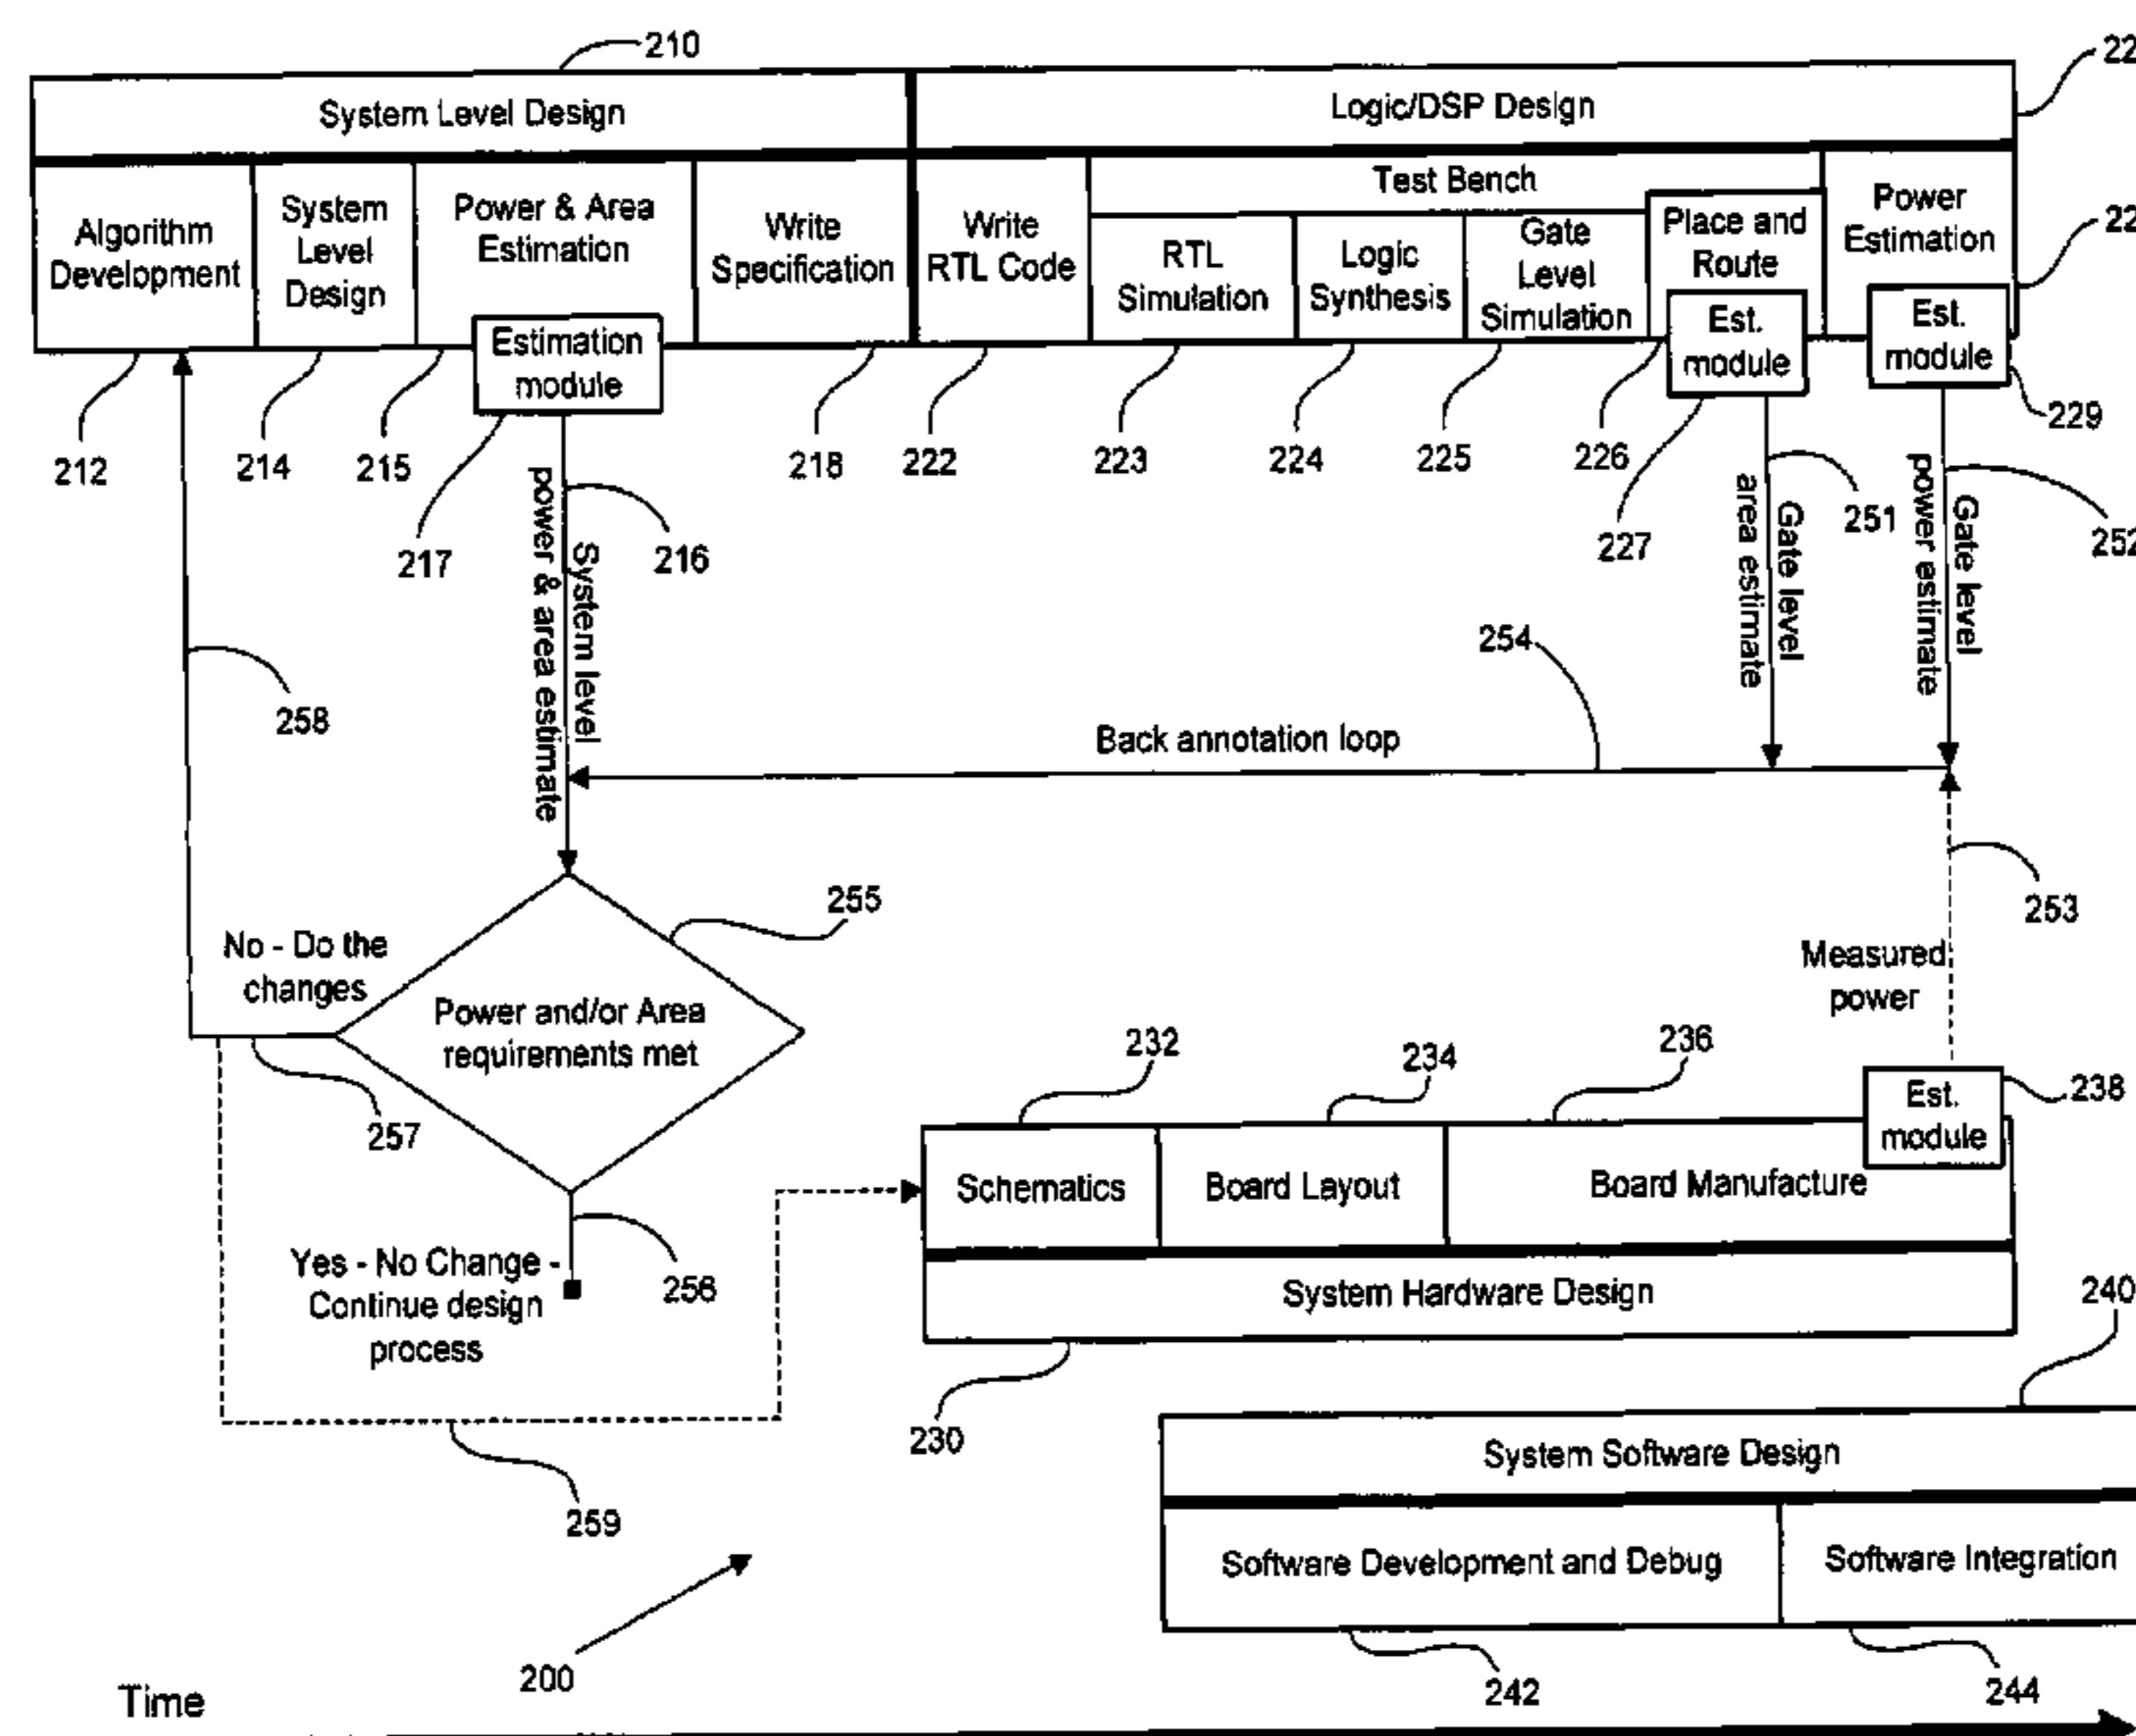 210
22
System Level Design
Logic/DSP Design
Algorithm
Development
System
Level
Design
Power & Area
Estimation
Write
Specification
Write
RTL Code
Test Bench
RTL
Simulation
Logic
Synthesis
Gate
Level
Simulation
Place and
Route
Power
Estimation
22
Estimation
module
Est.
module
Est.
module
229
212
214
215
218
222
223
224
225
226
217
216
227
251
252
System level
power & area estimate
Gate level
area estimate
Gate level
power estimate
258
254
Back annotation loop
253
255
No - Do the
changes
Power and/or Area
requirements met
257
Measured
power
232
234
236
Est.
module
238
Schematics
Board Layout
Board Manufacture
System Hardware Design
Yes - No Change -
Continue design
process
256
230
240
259
System Software Design
Software Development and Debug
Software Integration
200
242
244
Time